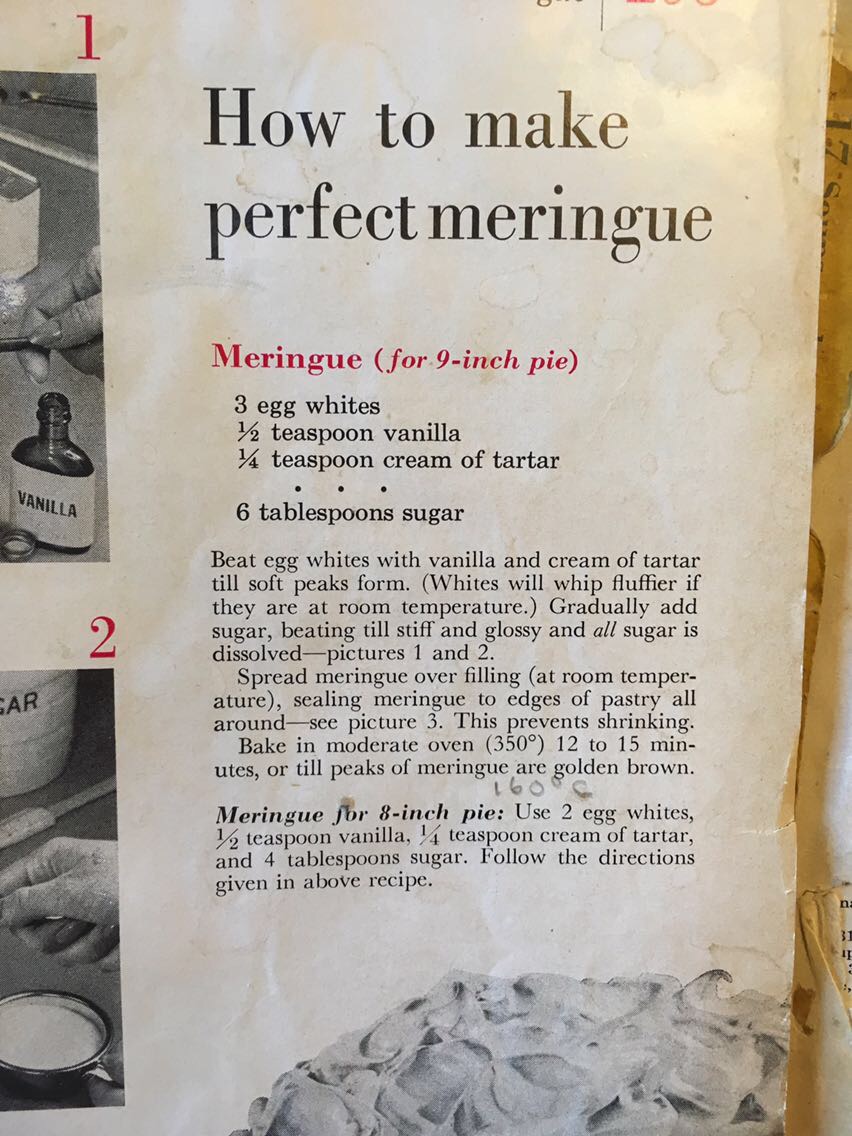 1
How to make
perfect meringue
Meringue (for 9-inch pie)
3 egg whites
½ teaspoon vanilla
¼ teaspoon cream of tartar
• • •
6 tablespoons sugar
VANILLA
Beat egg whites with vanilla and cream of tartar
till soft peaks form. (Whites will whip fluffier if
they are at room temperature.) Gradually add
sugar, beating till stiff and glossy and all sugar is
dissolved—pictures 1 and 2.
2
Spread meringue over filling (at room temper-
ature), sealing meringue to edges of pastry all
around—see picture 3. This prevents shrinking.
Bake in moderate oven (350°) 12 to 15 min-
utes, or till peaks of meringue are golden brown.
160°C
Meringue for 8-inch pie: Use 2 egg whites,
½ teaspoon vanilla, ¼ teaspoon cream of tartar,
and 4 tablespoons sugar. Follow the directions
given in above recipe.